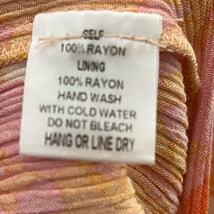 SELF
100% RAYON
LINING
100% RAYON
HAND WASH
WITH COLD WATER
DO NOT BLEACH
HANG OR LINE DRY